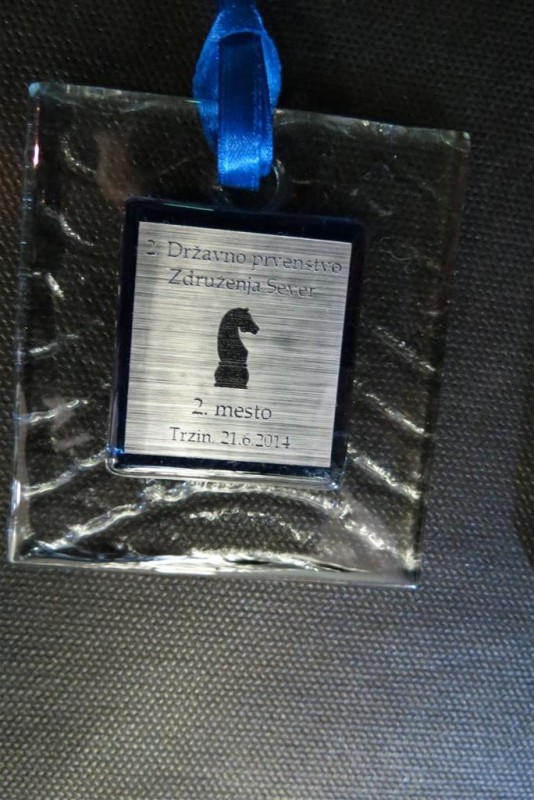 2. Državno prvenstvo
Združenja Sever
2. mesto
Trzin, 21.6.2014